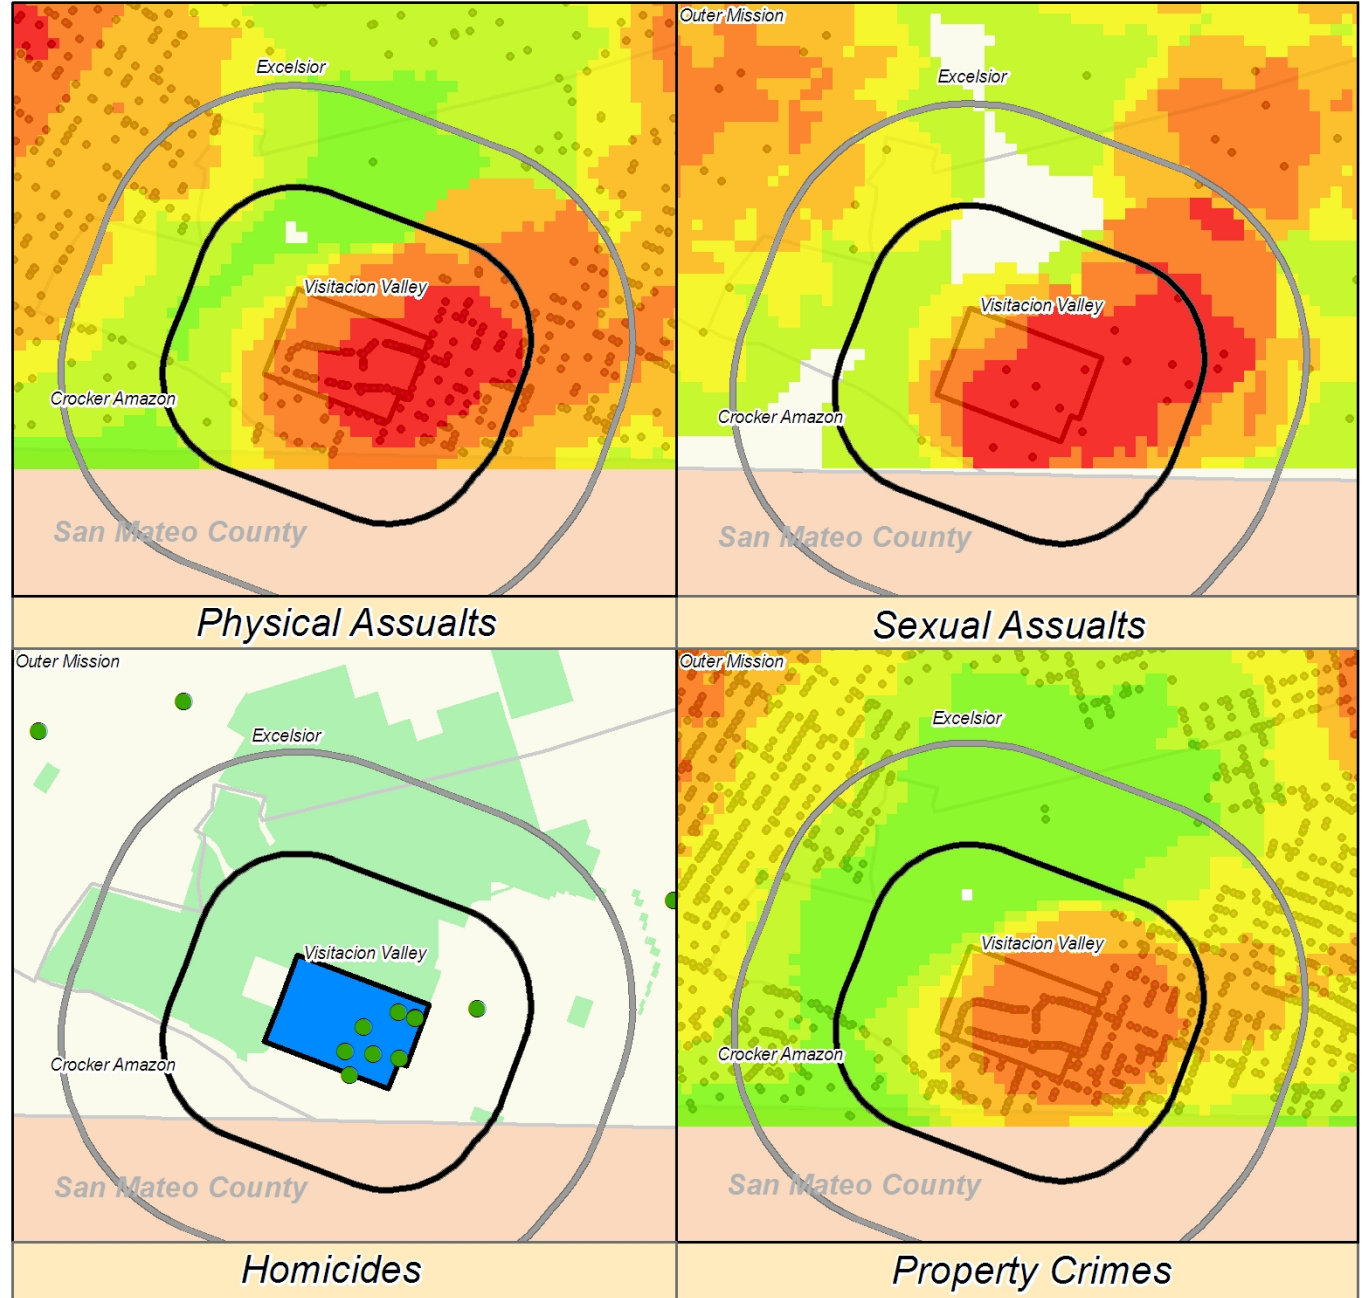 Excelsior
Visitacion Valley
Crocker Amazon
San Mateo County
Physical Assualts
Outer Mission
Excelsior
Visitacion Valley
Crocker Amazon
San Mateo County
Sexual Assualts
Outer Mission
Excelsior
Visitacion Valley
Crocker Amazon
San Mateo County
Homicides
Outer Mission
Excelsior
Visitacion Valley
Crocker Amazon
San Mateo County
Property Crimes